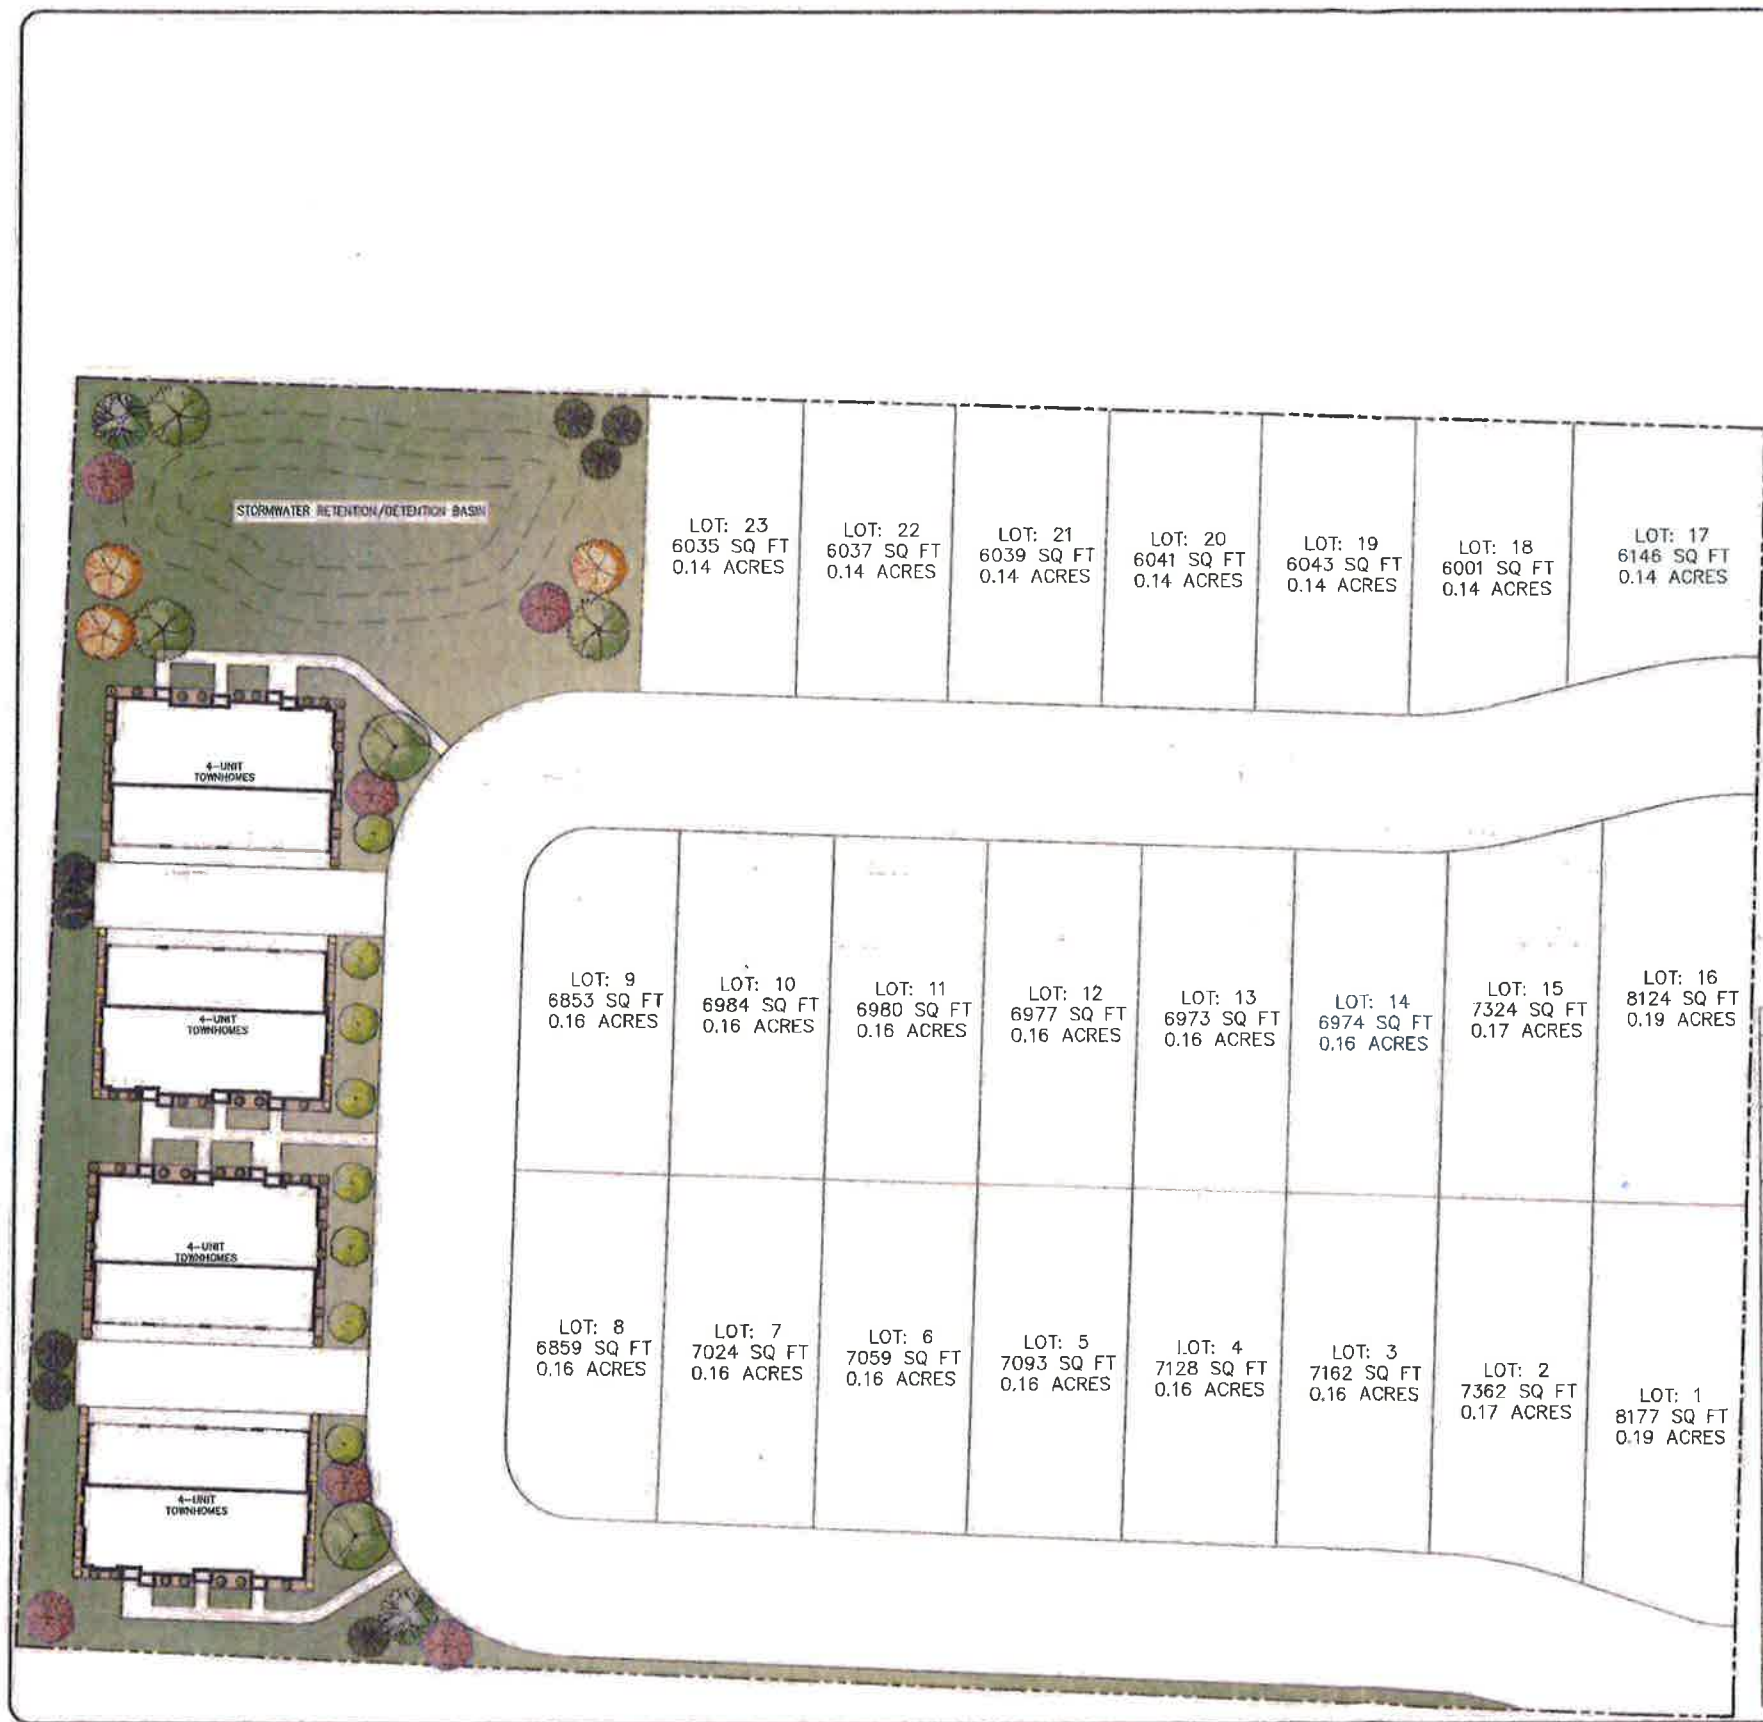 STORMWATER RETENTION/DETENTION BASIN
LOT: 23
6035 SQ FT
0.14 ACRES
LOT: 22
6037 SQ FT
0.14 ACRES
LOT: 21
6039 SQ FT
0.14 ACRES
LOT: 20
6041 SQ FT
0.14 ACRES
LOT: 19
6043 SQ FT
0.14 ACRES
LOT: 18
6001 SQ FT
0.14 ACRES
LOT: 17
6146 SQ FT
0.14 ACRES
4-UNIT
TOWNHOMES
4-UNIT
TOWNHOMES
LOT: 9
6853 SQ FT
0.16 ACRES
LOT: 10
6984 SQ FT
0.16 ACRES
LOT: 11
6980 SQ FT
0.16 ACRES
LOT: 12
6977 SQ FT
0.16 ACRES
LOT: 13
6973 SQ FT
0.16 ACRES
LOT: 14
6974 SQ FT
0.16 ACRES
LOT: 15
7324 SQ FT
0.17 ACRES
LOT: 16
8124 SQ FT
0.19 ACRES
4-UNIT
TOWNHOMES
LOT: 8
6859 SQ FT
0.16 ACRES
LOT: 7
7024 SQ FT
0.16 ACRES
LOT: 6
7059 SQ FT
0.16 ACRES
LOT: 5
7093 SQ FT
0.16 ACRES
LOT: 4
7128 SQ FT
0.16 ACRES
LOT: 3
7162 SQ FT
0.16 ACRES
LOT: 2
7362 SQ FT
0.17 ACRES
LOT: 1
8177 SQ FT
0.19 ACRES
4-UNIT
TOWNHOMES